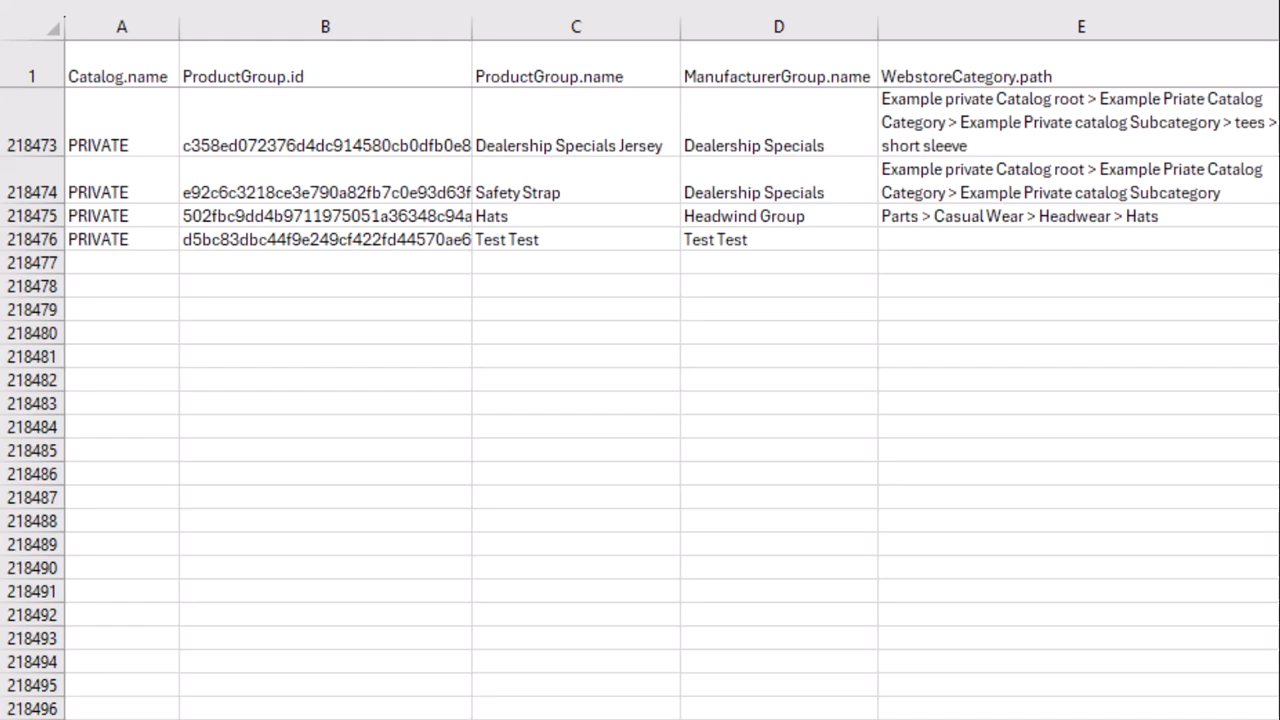 A B C D E
1 Catalog.name ProductGroup.id ProductGroup.name ManufacturerGroup.name WebstoreCategory.path
Example private Catalog root > Example Priate Catalog
Category > Example Private catalog Subcategory > tees >
218473 PRIVATE c358ed072376d4dc914580cb0dfb0e8 Dealership Specials Jersey Dealership Specials short sleeve
Example private Catalog root > Example Priate Catalog
218474 PRIVATE e92c6c3218ce3e790a82fb7c0e93d63f Safety Strap Dealership Specials Category > Example Private catalog Subcategory
218475 PRIVATE 502fbc9dd4b9711975051a36348c94a Hats Headwind Group Parts > Casual Wear > Headwear > Hats
218476 PRIVATE d5bc83dbc44f9e249cf422fd44570ae6 Test Test Test Test
218477
218478
218479
218480
218481
218482
218483
218484
218485
218486
218487
218488
218489
218490
218491
218492
218493
218494
218495
218496